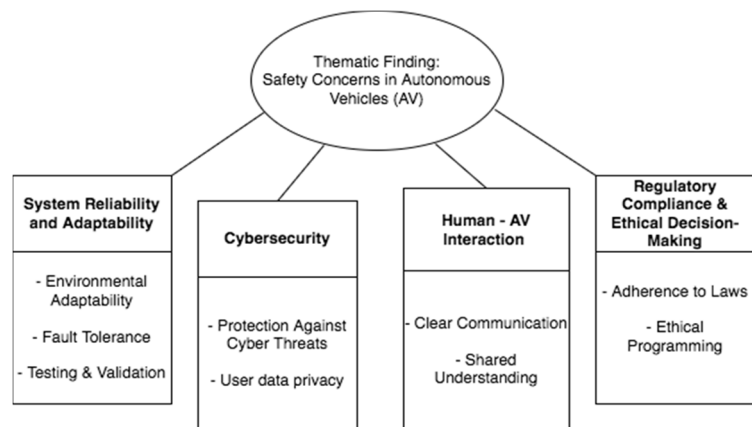 Thematic Finding:
Safety Concerns in Autonomous
Vehicles (AV)
System Reliability
and Adaptability
- Environmental
Adaptability
- Fault Tolerance
- Testing & Validation
Cybersecurity
- Protection Against
Cyber Threats
- User data privacy
Human - AV
Interaction
- Clear Communication
- Shared
Understanding
Regulatory
Compliance &
Ethical Decision-
Making
- Adherence to Laws
- Ethical
Programming